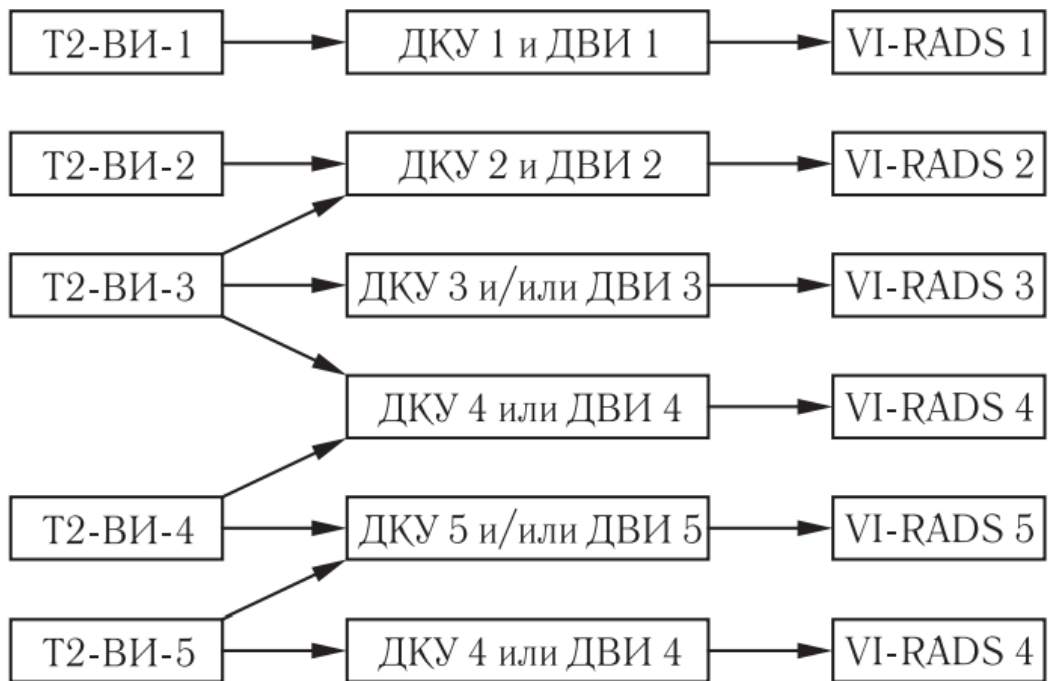 Т2-ВИ-1 ДКУ 1 и ДВИ 1 VI-RADS 1
Т2-ВИ-2 ДКУ 2 и ДВИ 2 VI-RADS 2
Т2-ВИ-3 ДКУ 3 и/или ДВИ 3 VI-RADS 3
ДКУ 4 или ДВИ 4 VI-RADS 4
Т2-ВИ-4 ДКУ 5 и/или ДВИ 5 VI-RADS 5
Т2-ВИ-5 ДКУ 4 или ДВИ 4 VI-RADS 4